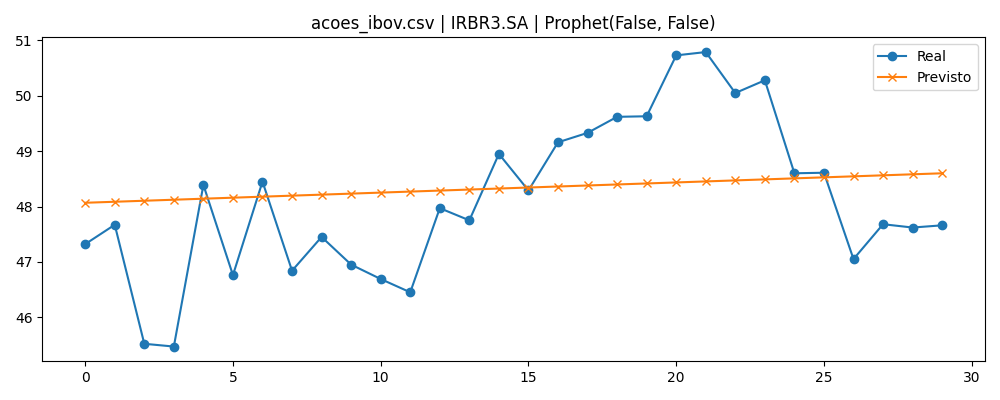 acoes_ibov.csv | IRBR3.SA | Prophet(False, False)
51
50
49
48
47
46
0 5 10 15 20 25 30
Real
Previsto